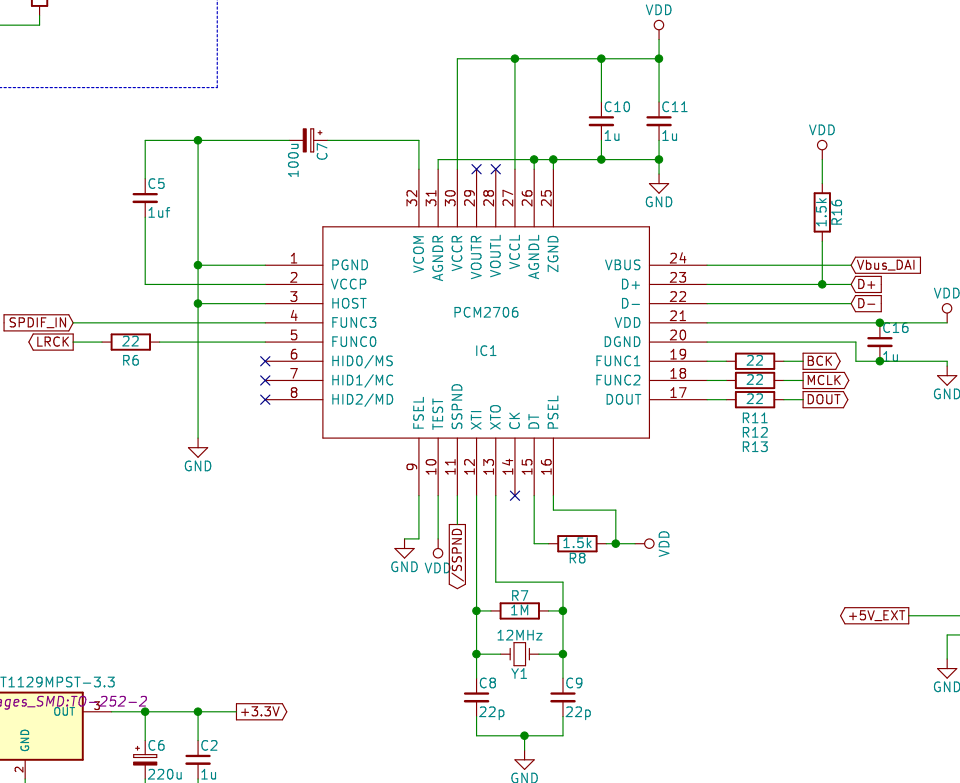 VDD
C10
1u
C11
1u
GND
100u
C7
C5
1uf
VDD
1.5k
R16
32
31
30
29
28
27
26
25
VCOM
AGNDR
VCCR
VOUTR
VOUTL
VCCL
AGNDL
ZGND
1 PGND
2 VCCP
3 HOST
4 FUNC3
5 FUNC0
6 HID0/MS
7 HID1/MC
8 HID2/MD
SPDIF_IN
LRCK
22
R6
GND
PCM2706
IC1
VBUS 24
D+ 23
D- 22
VDD 21
DGND 20
FUNC1 19
FUNC2 18
DOUT 17
Vbus_DAI
D+
D-
VDD
C16
1u
GND
22 BCK
22 MCLK
22 DOUT
R11
R12
R13
FSEL
TEST
SSPND
XTI
XTO
CK
DT
PSEL
9
10
11
12
13
14
15
16
GND
VDD
/SSPND
1.5k
R8
VDD
R7
1M
12MHz
Y1
C8
22p
C9
22p
GND
+5V_EXT
GND
T1129MPST-3.3
ages_SMD:TO-252-2
OUT
3
GND
2
+3.3V
C6
220u
C2
1u